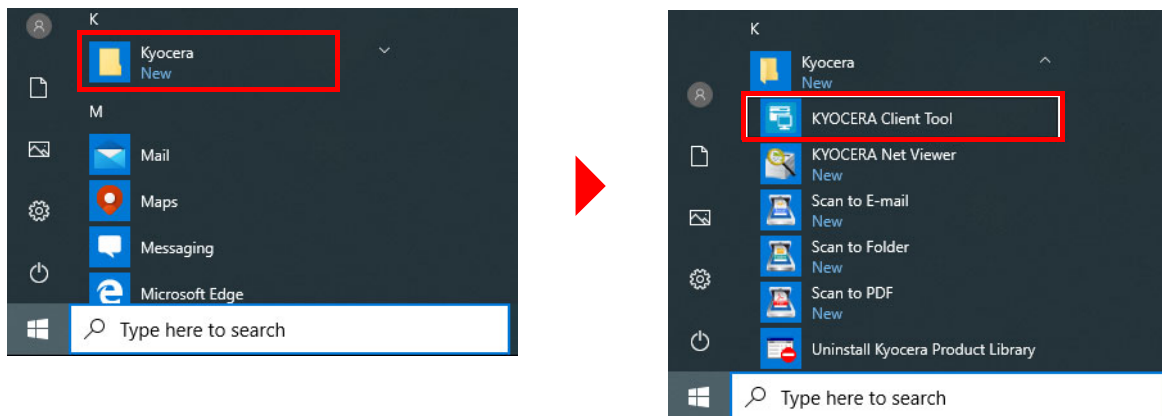 K
Kyocera
New
M
Mail
Maps
Messaging
Microsoft Edge
Type here to search
K
Kyocera
New
KYOCERA Client Tool
KYOCERA Net Viewer
New
Scan to E-mail
New
Scan to Folder
New
Scan to PDF
New
Uninstall Kyocera Product Library
Type here to search